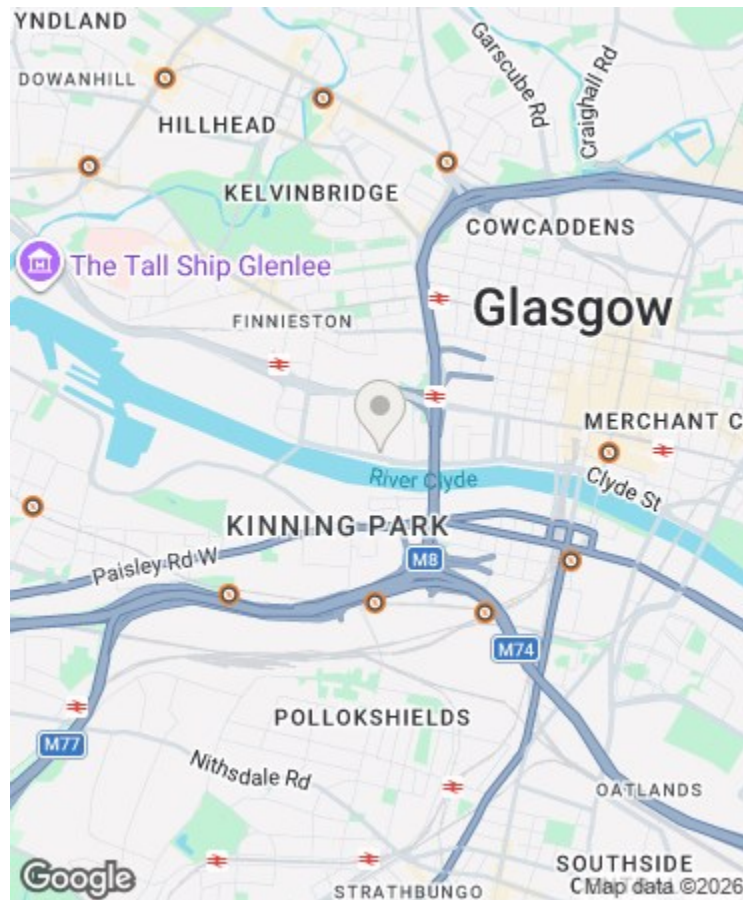 YNDLAND
DOWANHILL
Garscube Rd
Craighall Rd
HILLHEAD
KELVINBRIDGE
COWCADDENS
The Tall Ship Glenlee
Glasgow
FINNIESTON
MERCHANT C
River Clyde
Clyde St
KINNING PARK
M8
Paisley Rd W
M74
POLLOKSHIELDS
M77
Nithsdale Rd
OATLANDS
Google
SOUTHSIDE
Map data ©2026
STRATHBUNGO